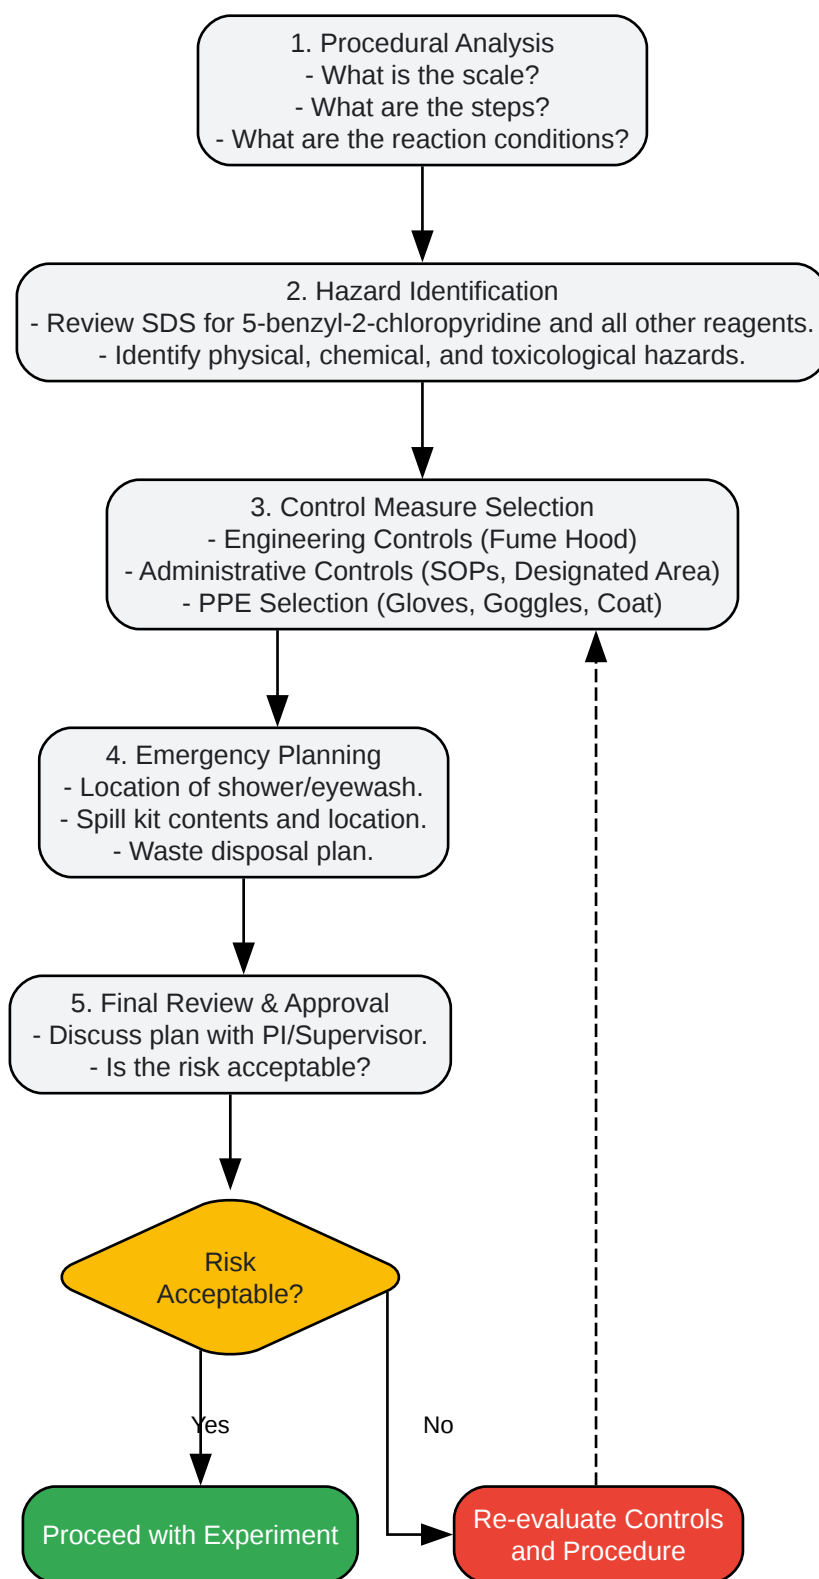 1. Procedural Analysis
- What is the scale?
- What are the steps?
- What are the reaction conditions?
2. Hazard Identification
- Review SDS for 5-benzyl-2-chloropyridine and all other reagents.
- Identify physical, chemical, and toxicological hazards.
3. Control Measure Selection
- Engineering Controls (Fume Hood)
- Administrative Controls (SOPs, Designated Area)
- PPE Selection (Gloves, Goggles, Coat)
4. Emergency Planning
- Location of shower/eyewash.
- Spill kit contents and location.
- Waste disposal plan.
5. Final Review & Approval
- Discuss plan with PI/Supervisor.
- Is the risk acceptable?
Risk
Acceptable?
Yes
No
Proceed with Experiment
Re-evaluate Controls
and Procedure